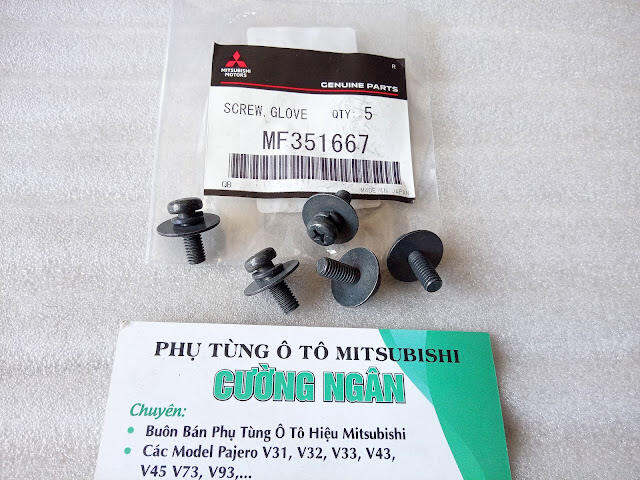 R
MITSUBISHI
MOTORS
GENUINE PARTS
SCREW, GLOVE QTY: 5
MF351667
QB MADE IN JAPAN
PHỤ TÙNG Ô TÔ MITSUBISHI
CƯỜNG NGÂN
Chuyên:
• Buôn Bán Phụ Tùng Ô Tô Hiệu Mitsubishi
• Các Model Pajero V31, V32, V33, V43,
V45 V73, V93,...